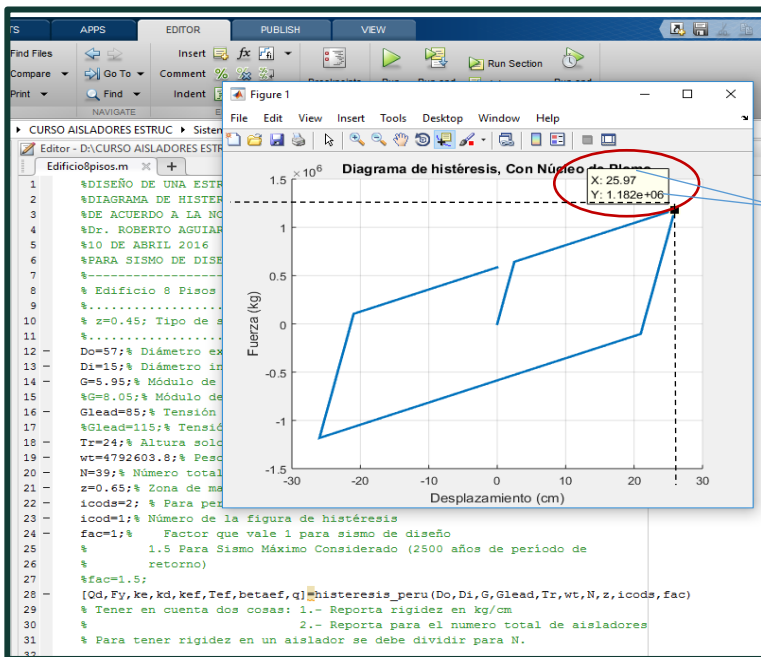 APPS EDITOR PUBLISH VIEW
Find Files Insert fx
Compare Go To Comment % Run Section
Print Find Indent
NAVIGATE
CURSO AISLADORES ESTRUC Sisten
Editor - D:\CURSO AISLADORES ESTR
Edificio8pisos.m × +
1 %DISEÑO DE UNA ESTR
2 %DIAGRAMA DE HISTER
3 %DE ACUERDO A LA NO
4 %Dr. ROBERTO AGUIAR
5 %10 DE ABRIL 2016
6 %PARA SISMO DE DISE
7 %-------------------
8 % Edificio 8 Pisos
9 %...................
10 % z=0.45; Tipo de s
11 %...................
12 - Do=57;% Diámetro ex
13 - Di=15;% Diámetro in
14 - G=5.95;% Módulo de
15 %G=8.05;% Módulo de
16 - Glead=85;% Tensión
17 %Glead=115;% Tensió
18 - Tr=24;% Altura solo
19 - wt=4792603.8;% Peso
20 - N=39;% Número total
21 - z=0.65;% Zona de ma
22 - icods=2; % Para per
23 - icod=1;% Número de la figura de histéresis
24 - fac=1;% Factor que vale 1 para sismo de diseño
25 % 1.5 Para Sismo Máximo Considerado (2500 años de período de
26 % retorno)
27 %fac=1.5;
28 - [Qd,Fy,ke,kd,kef,Tef,betaef,q]=histeresis_peru(Do,Di,G,Glead,Tr,wt,N,z,icods,fac)
29 % Tener en cuenta dos cosas: 1.- Reporta rigidez en kg/cm
30 % 2.- Reporta para el numero total de aisladores
31 % Para tener rigidez en un aislador se debe dividir para N.
32
Figure 1
File Edit View Insert Tools Desktop Window Help
× 10^6 Diagrama de histéresis, Con Núcleo de Plomo
X: 25.97
Y: 1.182e+06
1.5
1
0.5
0
-0.5
-1
-1.5
Fuerza (kg)
-30 -20 -10 0 10 20 30
Desplazamiento (cm)